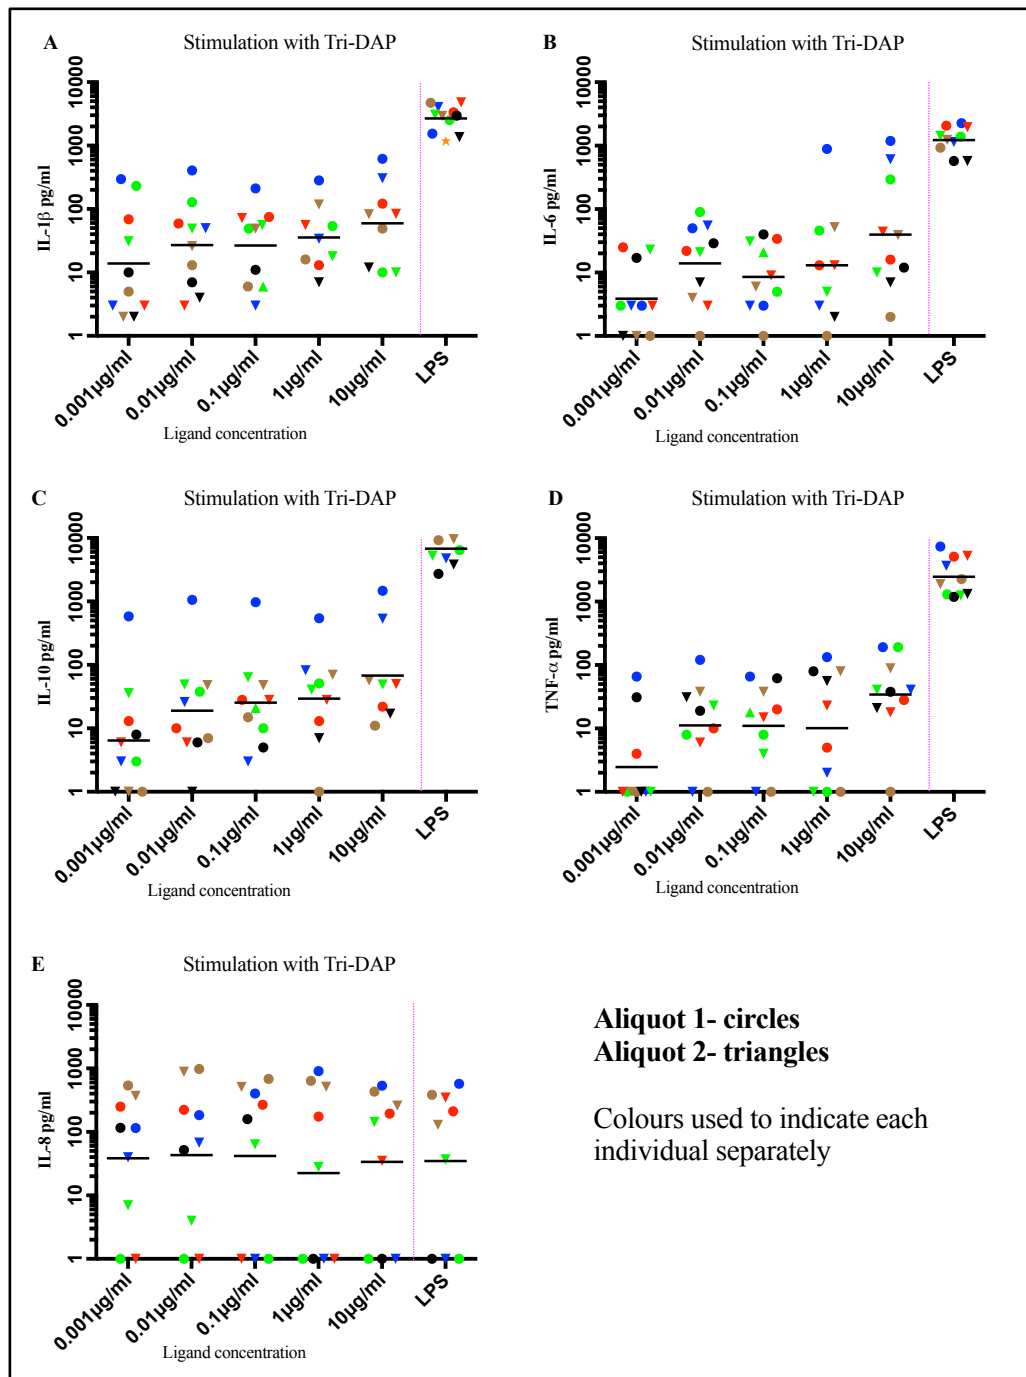 A
Stimulation with Tri-DAP
IL-1β pg/ml
10000
1000
100
10
1
0.001µg/ml
0.01µg/ml
0.1µg/ml
1µg/ml
10µg/ml
LPS
Ligand concentration
B
Stimulation with Tri-DAP
IL-6 pg/ml
10000
1000
100
10
1
0.001µg/ml
0.01µg/ml
0.1µg/ml
1µg/ml
10µg/ml
LPS
Ligand concentration
C
Stimulation with Tri-DAP
IL-10 pg/ml
10000
1000
100
10
1
0.001µg/ml
0.01µg/ml
0.1µg/ml
1µg/ml
10µg/ml
LPS
Ligand concentration
D
Stimulation with Tri-DAP
TNF-α pg/ml
10000
1000
100
10
1
0.001µg/ml
0.01µg/ml
0.1µg/ml
1µg/ml
10µg/ml
LPS
Ligand concentration
E
Stimulation with Tri-DAP
IL-8 pg/ml
10000
1000
100
10
1
0.001µg/ml
0.01µg/ml
0.1µg/ml
1µg/ml
10µg/ml
LPS
Ligand concentration
Aliquot 1- circles
Aliquot 2- triangles
Colours used to indicate each
individual separately